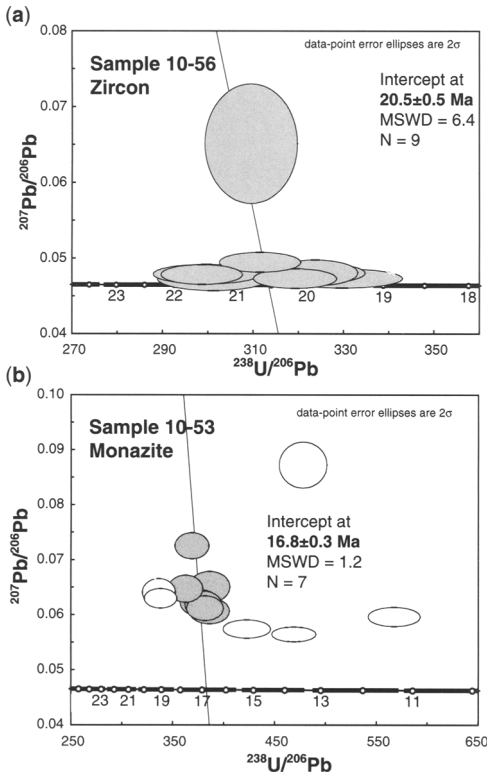 (a)
0.08
data-point error ellipses are 2σ
Sample 10-56
Zircon
Intercept at
20.5±0.5 Ma
MSWD = 6.4
N = 9
0.07
0.06
0.05
0.04
207Pb/206Pb
23
22
21
20
19
18
270
290
310
330
350
238U/206Pb
(b)
0.10
data-point error ellipses are 2σ
Sample 10-53
Monazite
0.09
0.08
Intercept at
16.8±0.3 Ma
MSWD = 1.2
N = 7
0.07
0.06
0.05
0.04
207Pb/206Pb
23
21
19
17
15
13
11
250
350
450
550
650
238U/206Pb